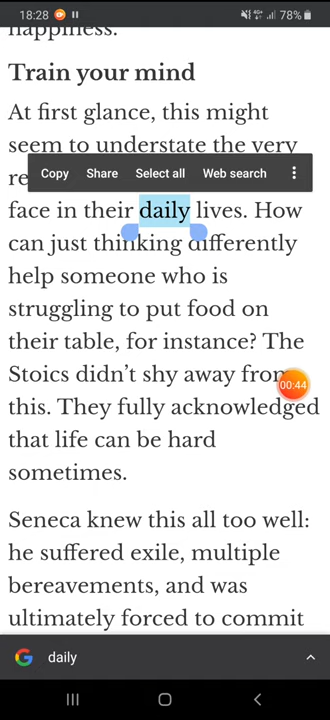 18:28
4G+
78%
happiness.
Train your mind
At first glance, this might
seem to understate the very
re
Copy Share Select all Web search
face in their daily lives. How
can just thinking differently
help someone who is
struggling to put food on
their table, for instance? The
Stoics didn't shy away from
00:44
this. They fully acknowledged
that life can be hard
sometimes.
Seneca knew this all too well:
he suffered exile, multiple
bereavements, and was
ultimately forced to commit
daily